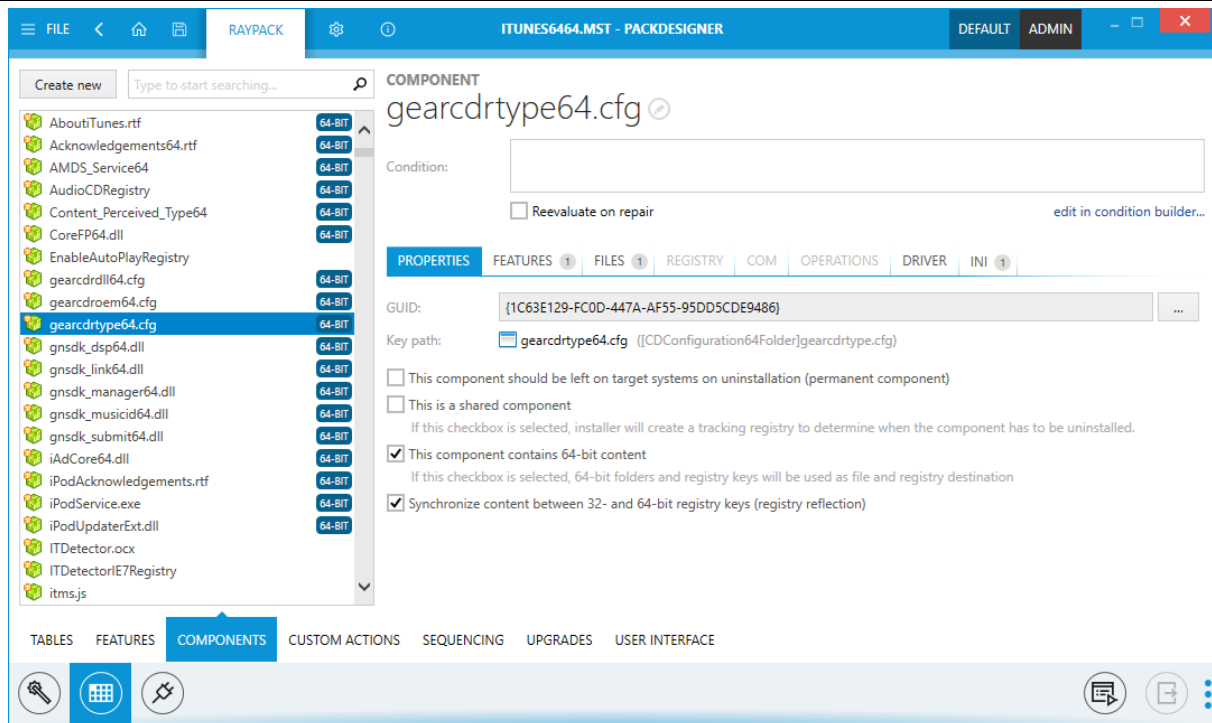 FILE
RAYPACK
ITUNES6464.MST - PACKDESIGNER
DEFAULT ADMIN
Create new Type to start searching...
AboutiTunes.rtf 64-BIT
Acknowledgements64.rtf 64-BIT
AMDS_Service64 64-BIT
AudioCDRegistry 64-BIT
Content_Perceived_Type64 64-BIT
CoreFP64.dll 64-BIT
EnableAutoPlayRegistry
gearcdrdll64.cfg 64-BIT
gearcdroem64.cfg 64-BIT
gearcdrtype64.cfg 64-BIT
gnsdk_dsp64.dll 64-BIT
gnsdk_link64.dll 64-BIT
gnsdk_manager64.dll 64-BIT
gnsdk_musicid64.dll 64-BIT
gnsdk_submit64.dll 64-BIT
iAdCore64.dll 64-BIT
iPodAcknowledgements.rtf 64-BIT
iPodService.exe 64-BIT
iPodUpdaterExt.dll 64-BIT
ITDetector.ocx
ITDetectorIE7Registry
itms.js
COMPONENT
gearcdrtype64.cfg
Condition:
Reevaluate on repair edit in condition builder...
PROPERTIES FEATURES 1 FILES 1 REGISTRY COM OPERATIONS DRIVER INI 1
GUID: {1C63E129-FC0D-447A-AF55-95DD5CDE9486} ...
Key path: gearcdrtype64.cfg ([CDConfiguration64Folder]gearcdrtype.cfg)
This component should be left on target systems on uninstallation (permanent component)
This is a shared component
If this checkbox is selected, installer will create a tracking registry to determine when the component has to be uninstalled.
This component contains 64-bit content
If this checkbox is selected, 64-bit folders and registry keys will be used as file and registry destination
Synchronize content between 32- and 64-bit registry keys (registry reflection)
TABLES FEATURES COMPONENTS CUSTOM ACTIONS SEQUENCING UPGRADES USER INTERFACE